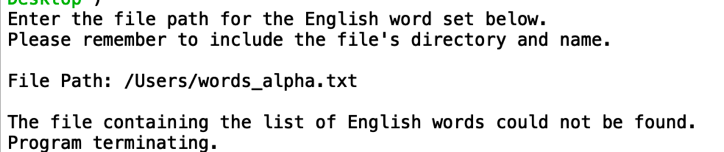 Desktop")
Enter the file path for the English word set below.
Please remember to include the file's directory and name.
File Path: /Users/words_alpha.txt
The file containing the list of English words could not be found.
Program terminating.